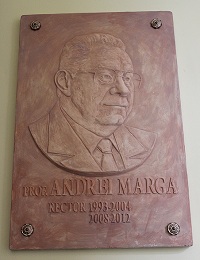 PROF. ANDREI MARGA
RECTOR 1993-2004
2008-2012